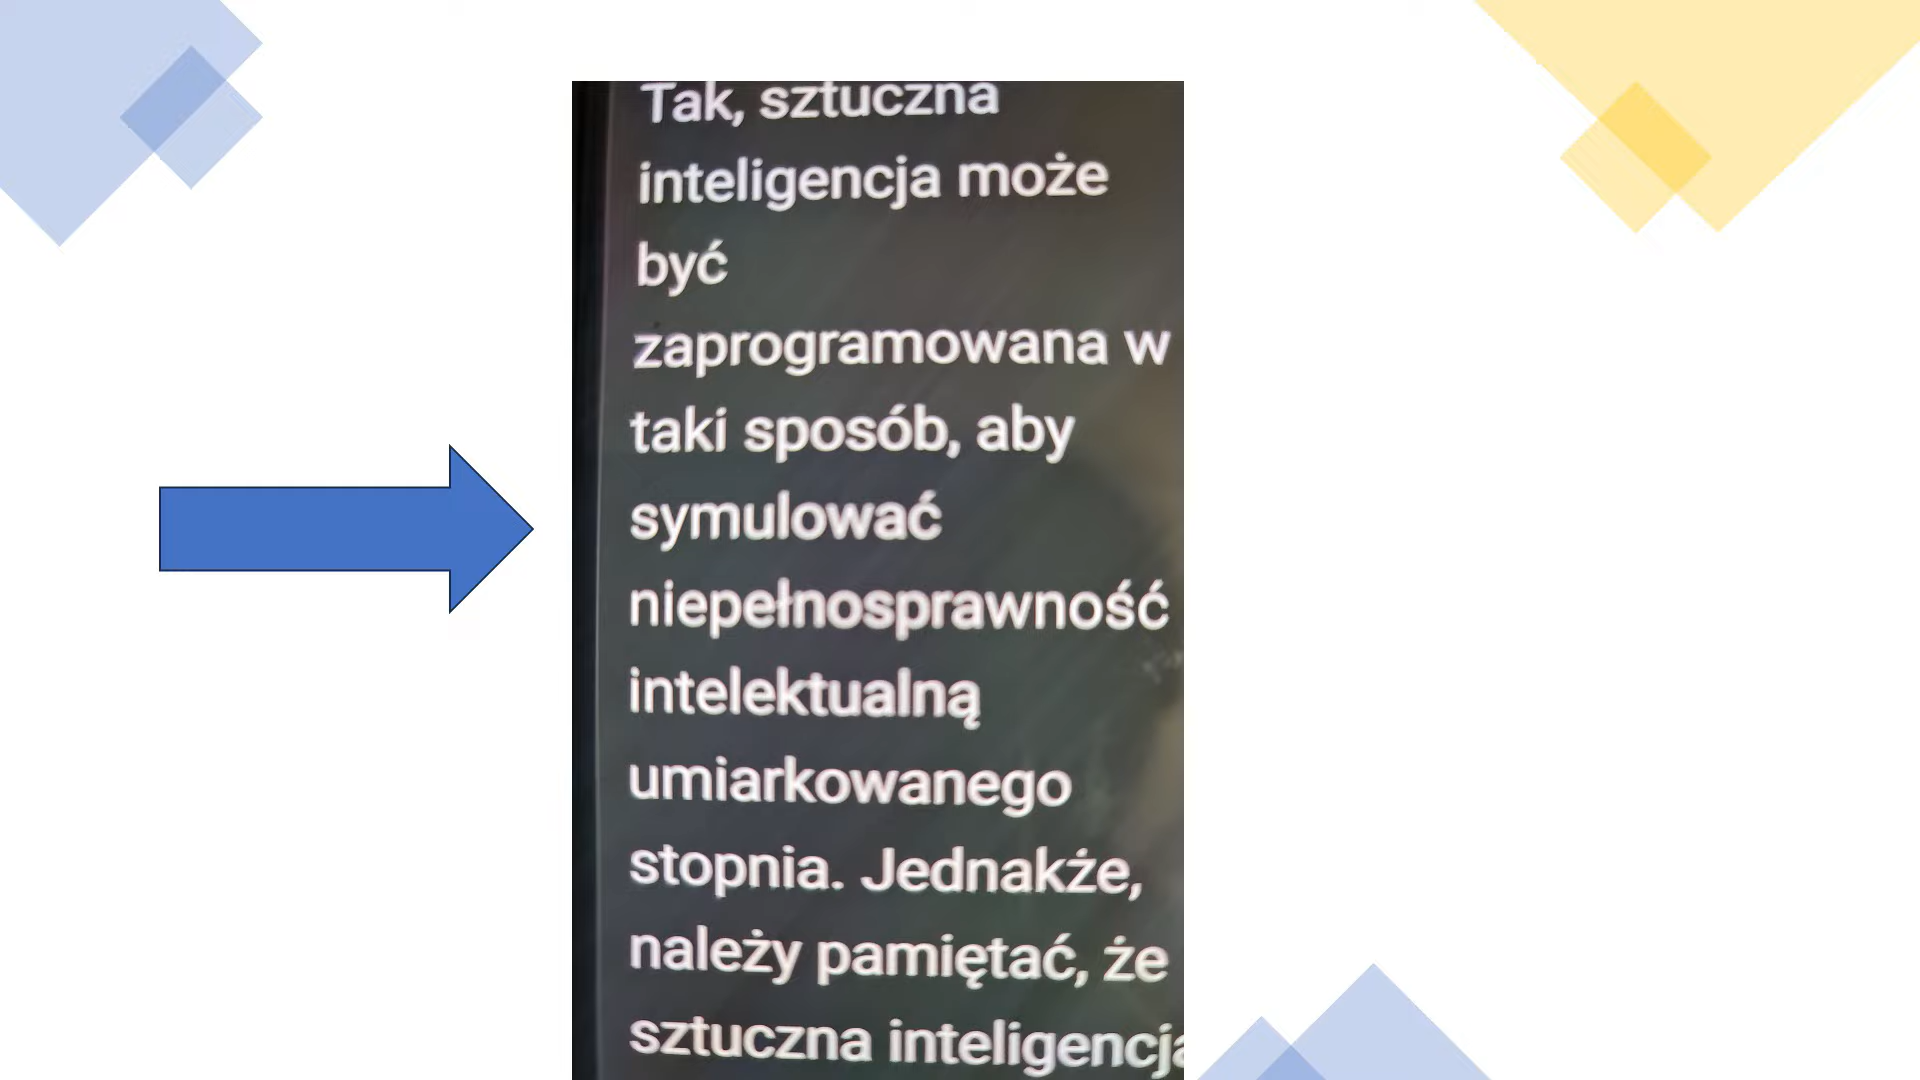 Tak, sztuczna
inteligencja może
być
zaprogramowana w
taki sposób, aby
symulować
niepełnosprawność
intelektualną
umiarkowanego
stopnia. Jednakże,
należy pamiętać, że
sztuczna inteligencja